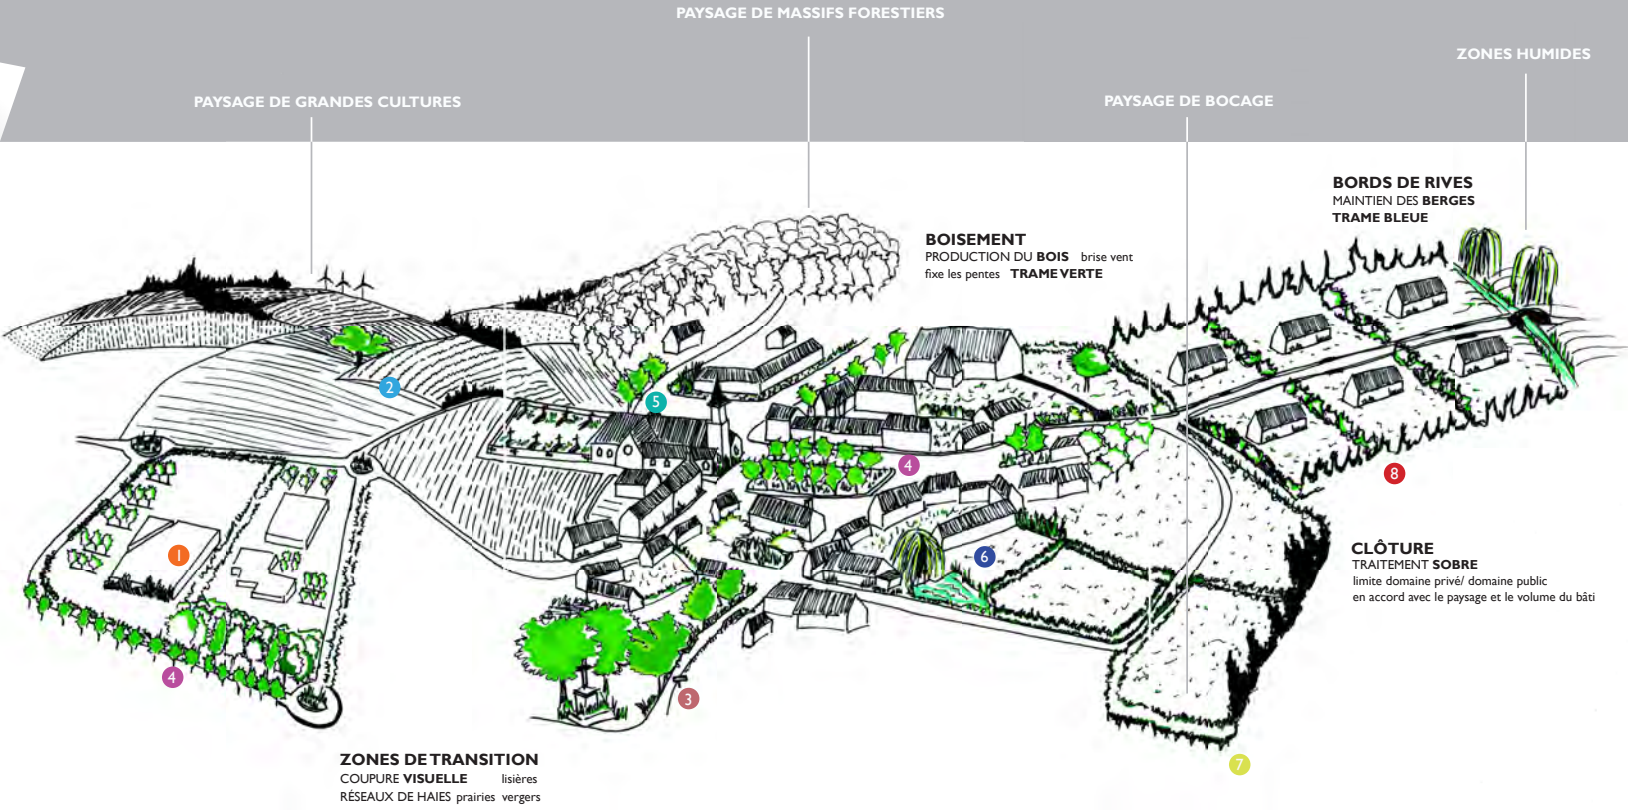 PAYSAGE DE MASSIFS FORESTIERS
ZONES HUMIDES
PAYSAGE DE GRANDES CULTURES
PAYSAGE DE BOCAGE
BORDS DE RIVES
MAINTIEN DES BERGES
TRAME BLEUE
BOISEMENT
PRODUCTION DU BOIS brise vent
fixe les pentes TRAME VERTE
2
5
4
8
1
6
CLÔTURE
TRAITEMENT SOBRE
limite domaine privé/ domaine public
en accord avec le paysage et le volume du bâti
4
3
7
ZONES DE TRANSITION
COUPURE VISUELLE lisières
RÉSEAUX DE HAIES prairies vergers